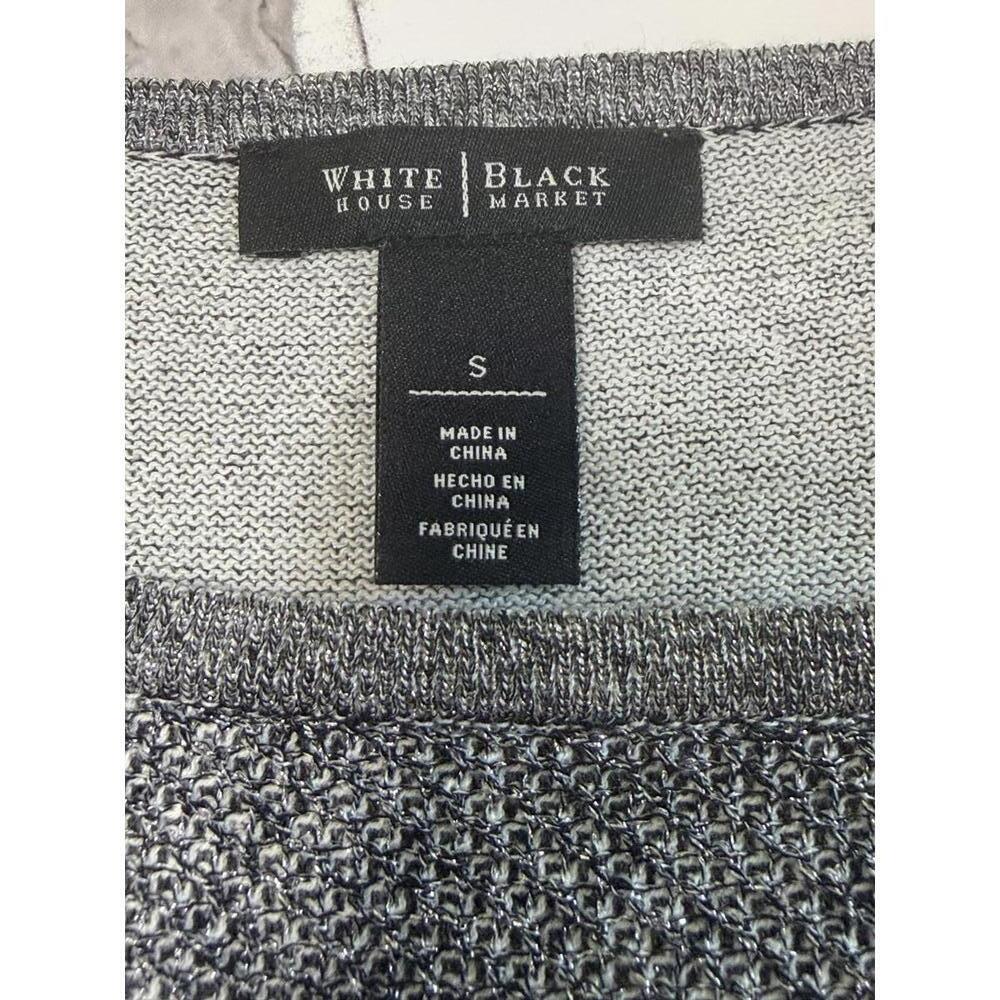 WHITE | BLACK
HOUSE | MARKET
S
MADE IN
CHINA
HECHO EN
CHINA
FABRIQUÉ EN
CHINE